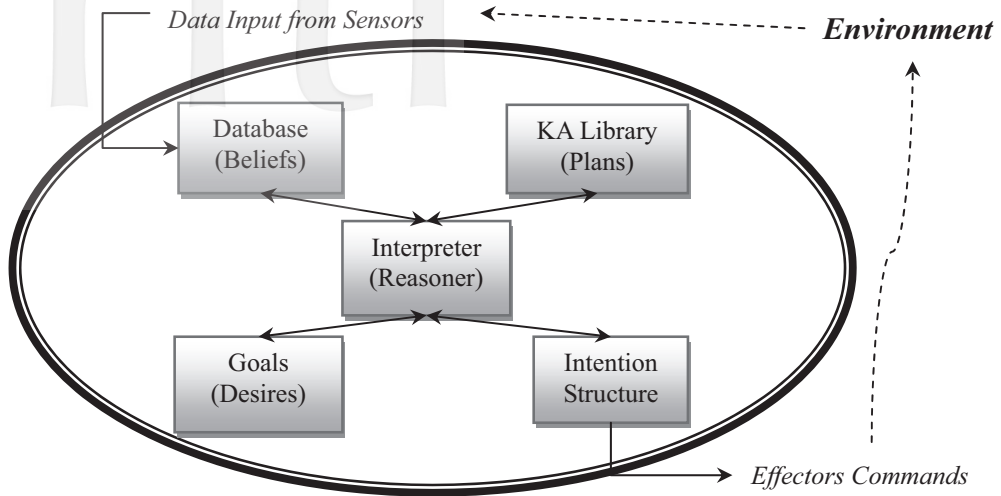 Data Input from Sensors
Environment
Database
(Beliefs)
KA Library
(Plans)
Interpreter
(Reasoner)
Goals
(Desires)
Intention
Structure
Effectors Commands